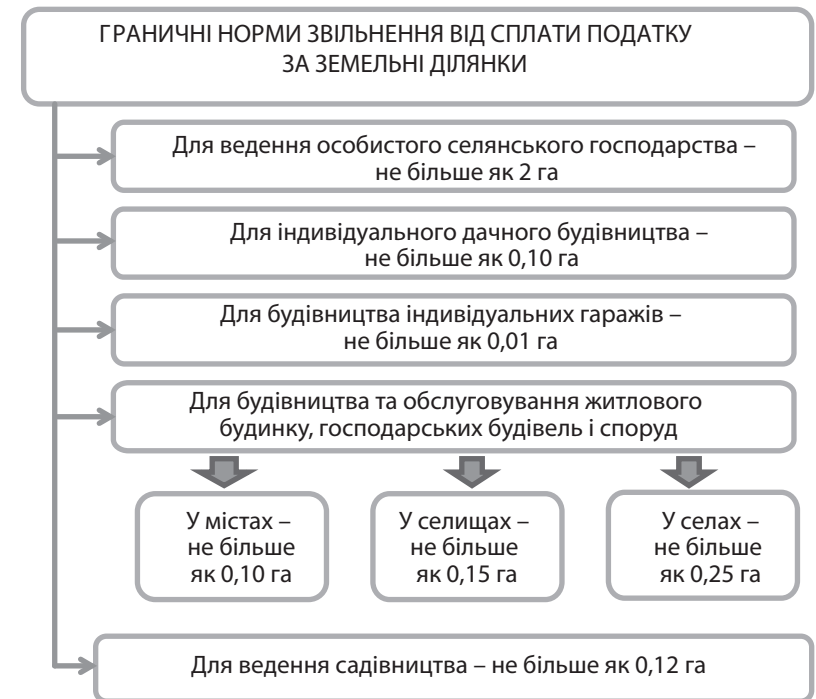 ГРАНИЧНІ НОРМИ ЗВІЛЬНЕННЯ ВІД СПЛАТИ ПОДАТКУ
ЗА ЗЕМЕЛЬНІ ДІЛЯНКИ
Для ведення особистого селянського господарства –
не більше як 2 га
Для індивідуального дачного будівництва –
не більше як 0,10 га
Для будівництва індивідуальних гаражів –
не більше як 0,01 га
Для будівництва та обслуговування житлового
будинку, господарських будівель і споруд
У містах –
не більше
як 0,10 га
У селищах –
не більше
як 0,15 га
У селах –
не більше
як 0,25 га
Для ведення садівництва – не більше як 0,12 га